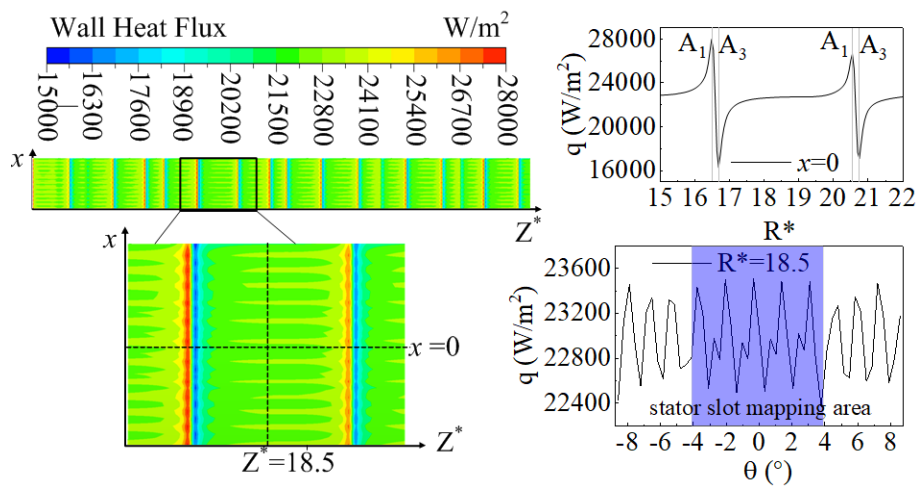 Wall Heat Flux W/m²
15000 16300 17600 18900 20200 21500 22800 24100 25400 26700 28000
x
Z*
x
x=0
Z*=18.5
Z*
28000
24000
20000
16000
q (W/m²)
A₁ A₃ A₁ A₃
x=0
15 16 17 18 19 20 21 22
R*
23600
23200
22800
22400
q (W/m²)
R*=18.5
stator slot mapping area
-8 -6 -4 -2 0 2 4 6 8
θ (°)